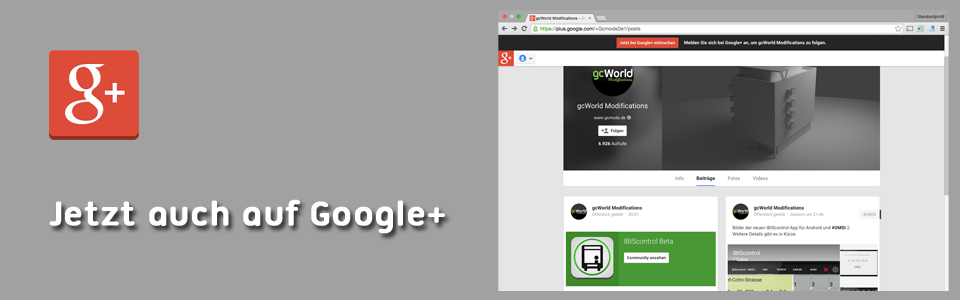 g+
Jetzt auch auf Google+
gcWorld Modifications - G
Standardprofil
https://plus.google.com/+GcmodsDe1/posts
Jetzt bei Google+ mitmachen
Melden Sie sich bei Google+ an, um gcWorld Modifications zu folgen.
g+
gcWorld
Modifications
gcWorld Modifications
www.gcmods.de
Folgen
6.926 Aufrufe
Info
Beiträge
Fotos
Videos
gcWorld Modifications
Öffentlich geteilt - 00:01
IBIScontrol Beta
Community ansehen
gcWorld Modifications
Öffentlich geteilt - Gestern um 21:46
#OMSI
Bilder der neuen IBIScontrol App für Android und #OMSI 2.
Weitere Details gibt es in Kürze.
IBIScontrol
n-Cohn-Strasse
1 2 3